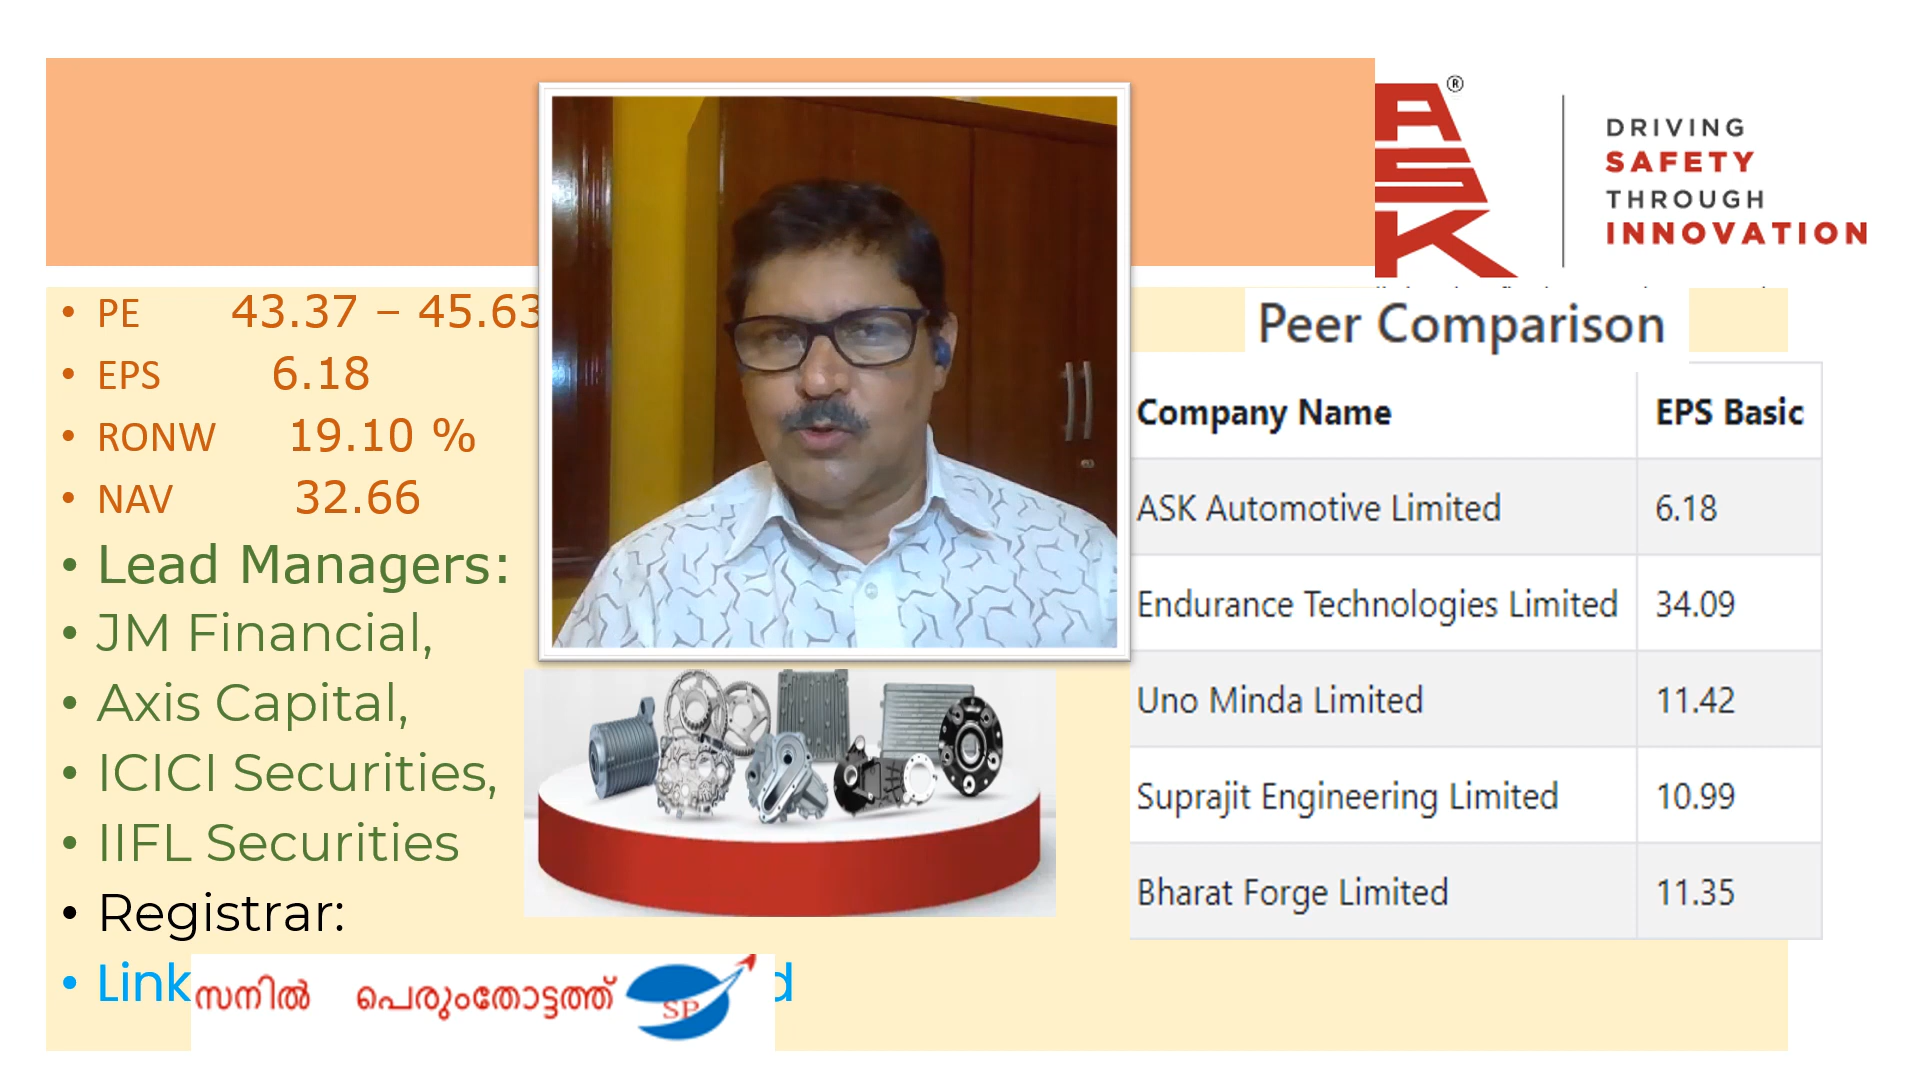 ASK ®
DRIVING
SAFETY
THROUGH
INNOVATION
• PE 43.37 – 45.63
• EPS 6.18
• RONW 19.10 %
• NAV 32.66
• Lead Managers:
• JM Financial,
• Axis Capital,
• ICICI Securities,
• IIFL Securities
• Registrar:
• Link
സനിൽ പെരുംതോട്ടത്ത് SP
Peer Comparison
Company Name EPS Basic
ASK Automotive Limited 6.18
Endurance Technologies Limited 34.09
Uno Minda Limited 11.42
Suprajit Engineering Limited 10.99
Bharat Forge Limited 11.35